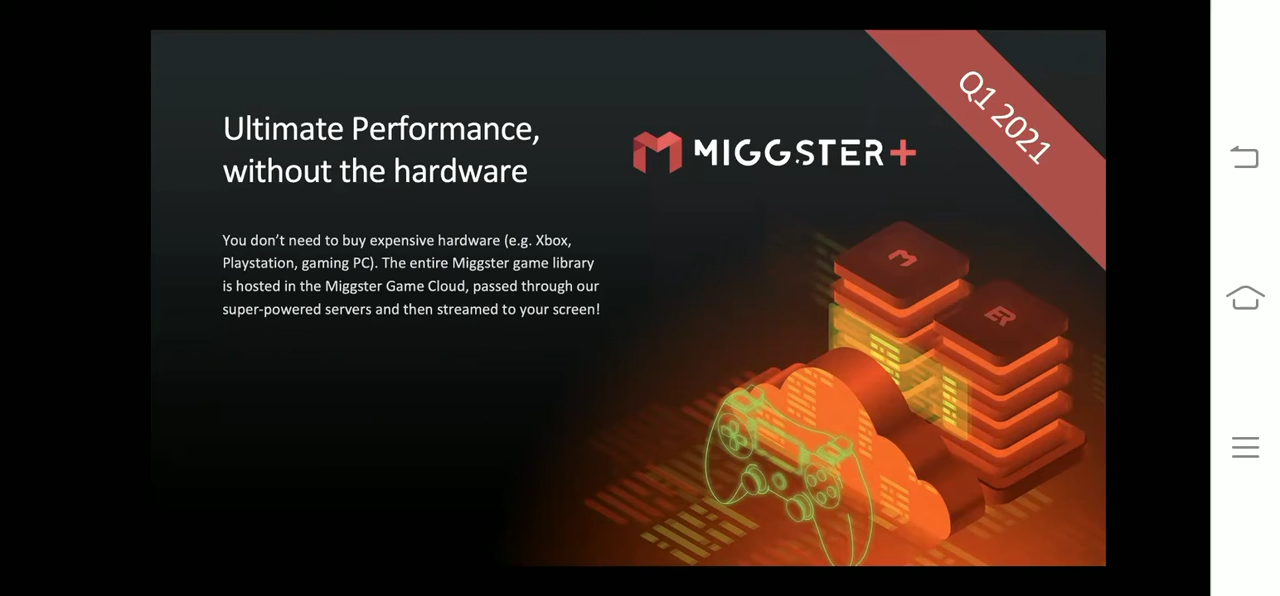 Q1 2021
Ultimate Performance,
without the hardware
MIGGSTER+
You don't need to buy expensive hardware (e.g. Xbox,
Playstation, gaming PC). The entire Miggster game library
is hosted in the Miggster Game Cloud, passed through our
super-powered servers and then streamed to your screen!
M
ER